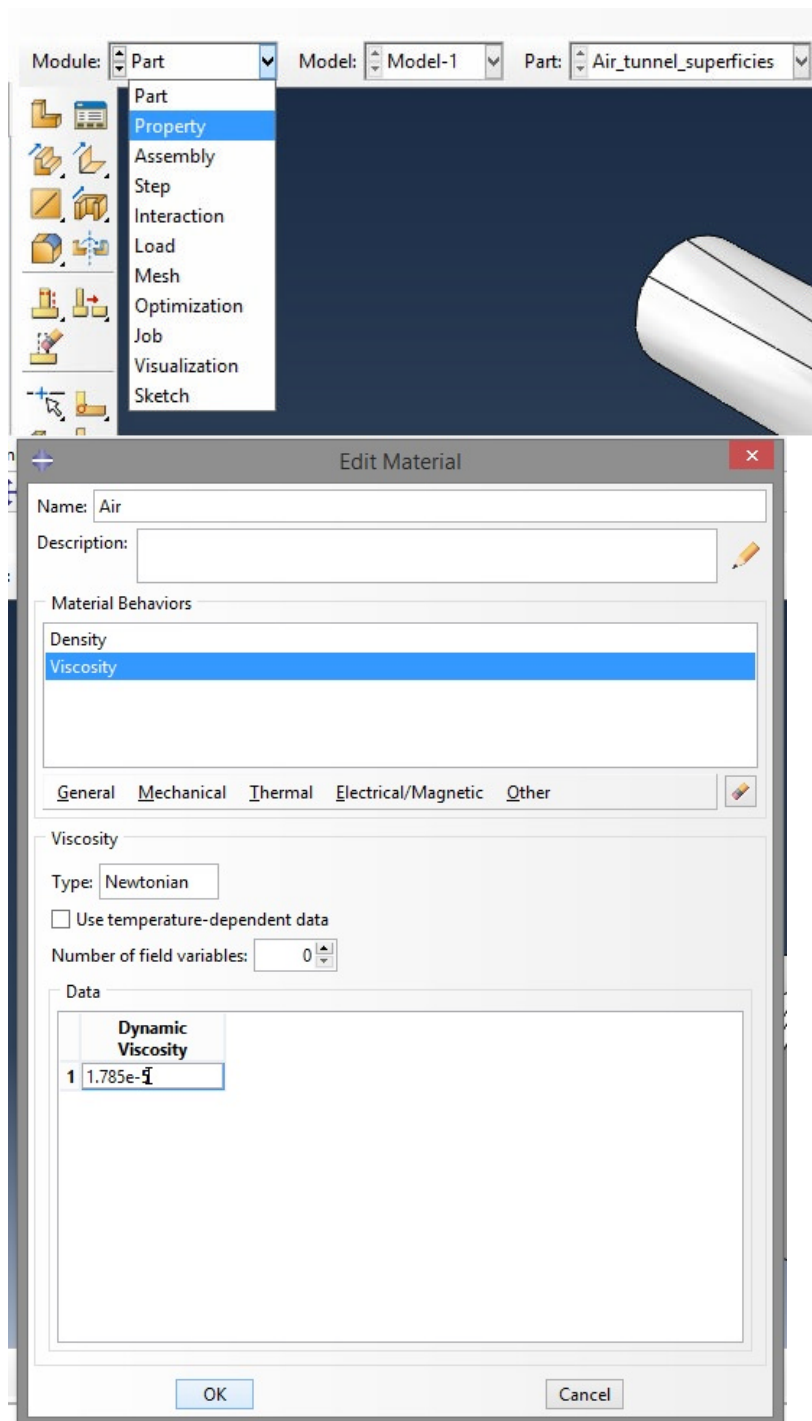 Module: Part Model: Model-1 Part: Air_tunnel_superficies
Part
Property
Assembly
Step
Interaction
Load
Mesh
Optimization
Job
Visualization
Sketch
Edit Material
Name: Air
Description:
Material Behaviors
Density
Viscosity
General Mechanical Thermal Electrical/Magnetic Other
Viscosity
Type: Newtonian
Use temperature-dependent data
Number of field variables: 0
Data
Dynamic
Viscosity
1 1.785e-5
OK Cancel